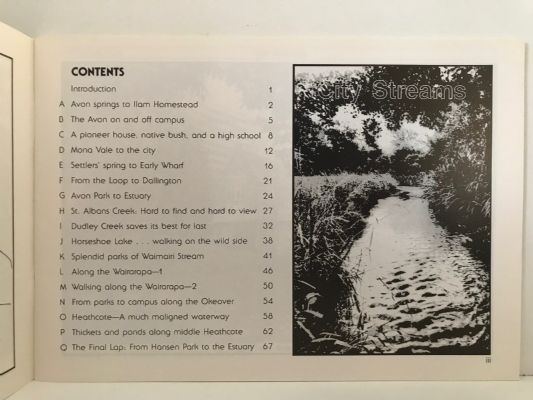 CONTENTS
Introduction 1
A Avon springs to Ilam Homestead 2
B The Avon on and off campus 5
C A pioneer house, native bush, and a high school 8
D Mona Vale to the city 12
E Settlers' spring to Early Wharf 16
F From the Loop to Dallington 21
G Avon Park to Estuary 24
H St. Albans Creek: Hard to find and hard to view 27
I Dudley Creek saves its best for last 32
J Horseshoe Lake . . . walking on the wild side 38
K Splendid parks of Waimairi Stream 41
L Along the Wairarapa—1 46
M Walking along the Wairarapa—2 50
N From parks to campus along the Okeover 54
O Heathcote—A much maligned waterway 58
P Thickets and ponds along middle Heathcote 62
Q The Final Lap: From Hansen Park to the Estuary 67
City Streams
iii